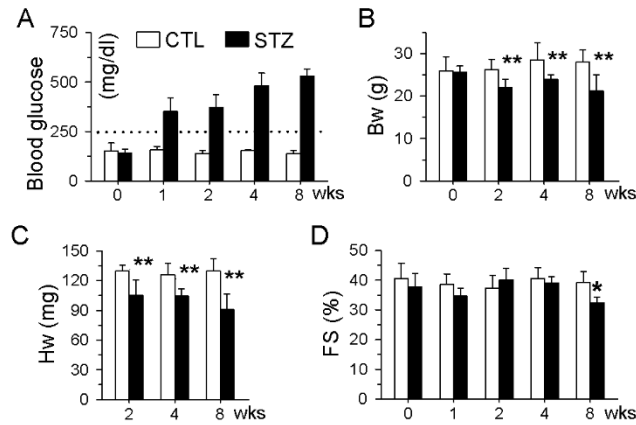 A
CTL STZ
Blood glucose
(mg/dl)
750
500
250
0
0 1 2 4 8 wks
B
Bw (g)
30
20
10
0
** ** **
0 2 4 8 wks
C
Hw (mg)
150
120
90
60
30
0
** ** **
2 4 8 wks
D
FS (%)
50
40
30
20
10
0
*
0 1 2 4 8 wks